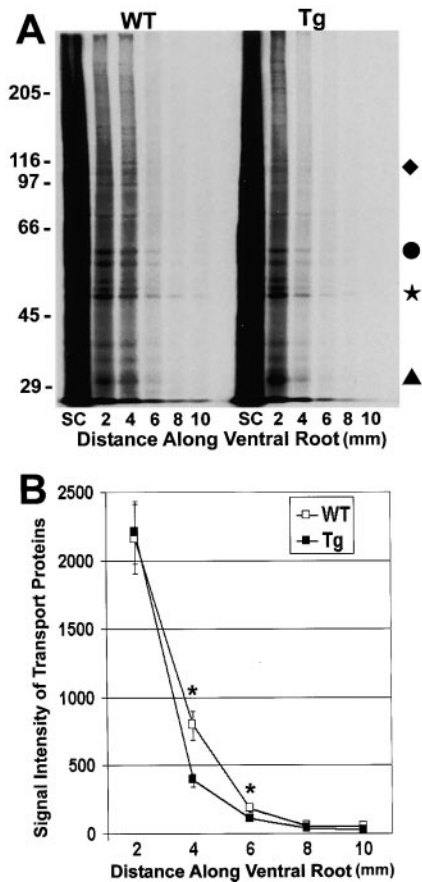 A
WT Tg
205-
116-
97-
66-
45-
29-
SC 2 4 6 8 10 SC 2 4 6 8 10
Distance Along Ventral Root (mm)
B
Signal Intensity of Transport Proteins
2500
2000
1500
1000
500
0
WT
Tg
*
*
2 4 6 8 10
Distance Along Ventral Root (mm)